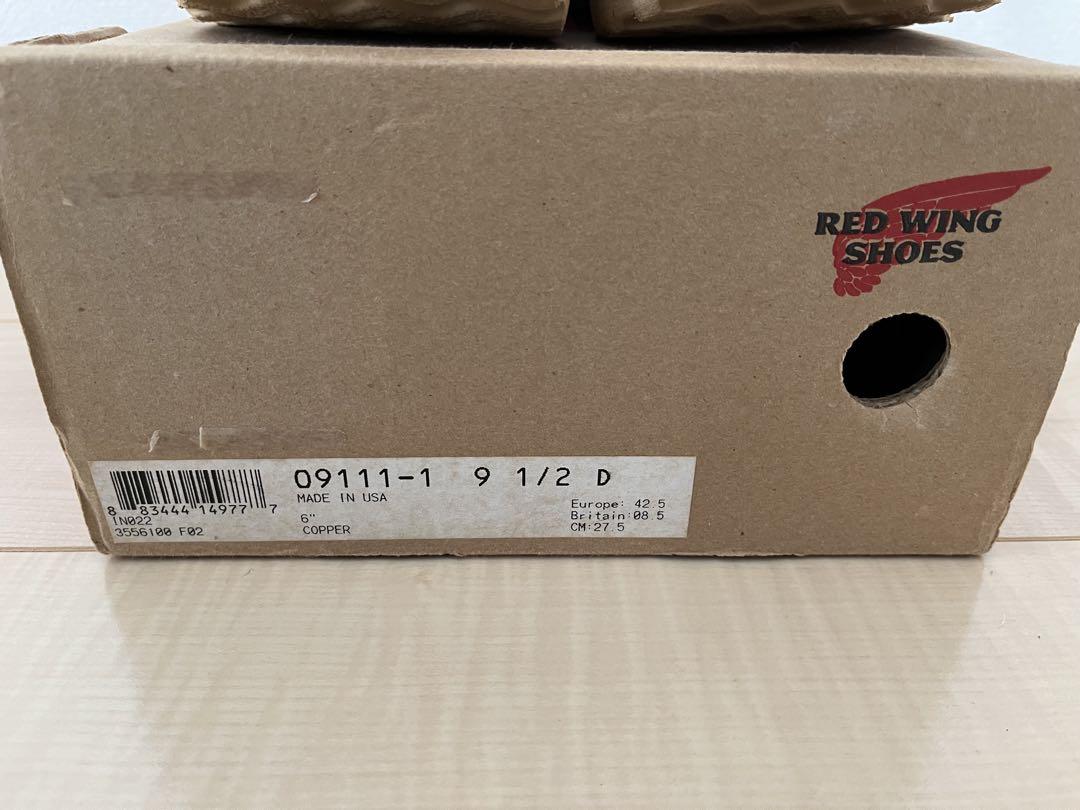 RED WING
SHOES
09111-1 9 1/2 D
MADE IN USA
8 83444 14977 7
IN022
3556100 F02
6"
COPPER
Europe: 42.5
Britain:08.5
CM:27.5